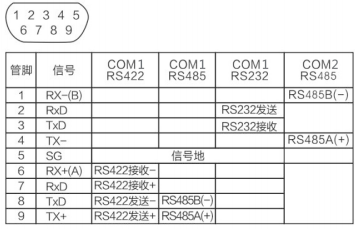 1 2 3 4 5
6 7 8 9
管脚 信号 COM1 RS422 COM1 RS485 COM1 RS232 COM2 RS485
1 RX-(B) RS485B(-)
2 RxD RS232发送
3 TxD RS232接收
4 TX- RS485A(+)
5 SG 信号地
6 RX+(A) RS422接收-
7 RxD RS422接收+
8 TxD RS422发送- RS485B(-)
9 TX+ RS422发送+ RS485A(+)